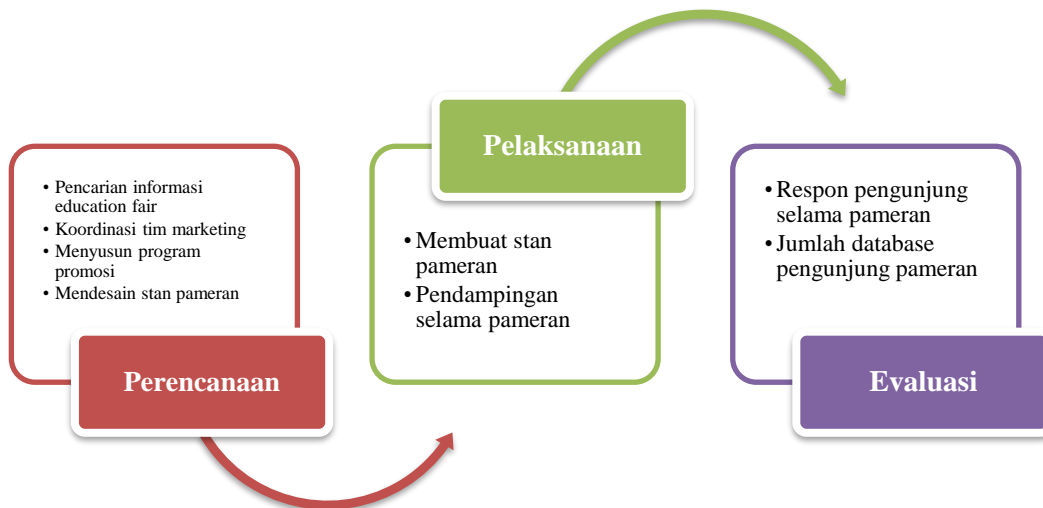 • Pencarian informasi
education fair
• Koordinasi tim marketing
• Menyusun program
promosi
• Mendesain stan pameran
Perencanaan
Pelaksanaan
• Membuat stan
pameran
• Pendampingan
selama pameran
• Respon pengunjung
selama pameran
• Jumlah database
pengunjung pameran
Evaluasi